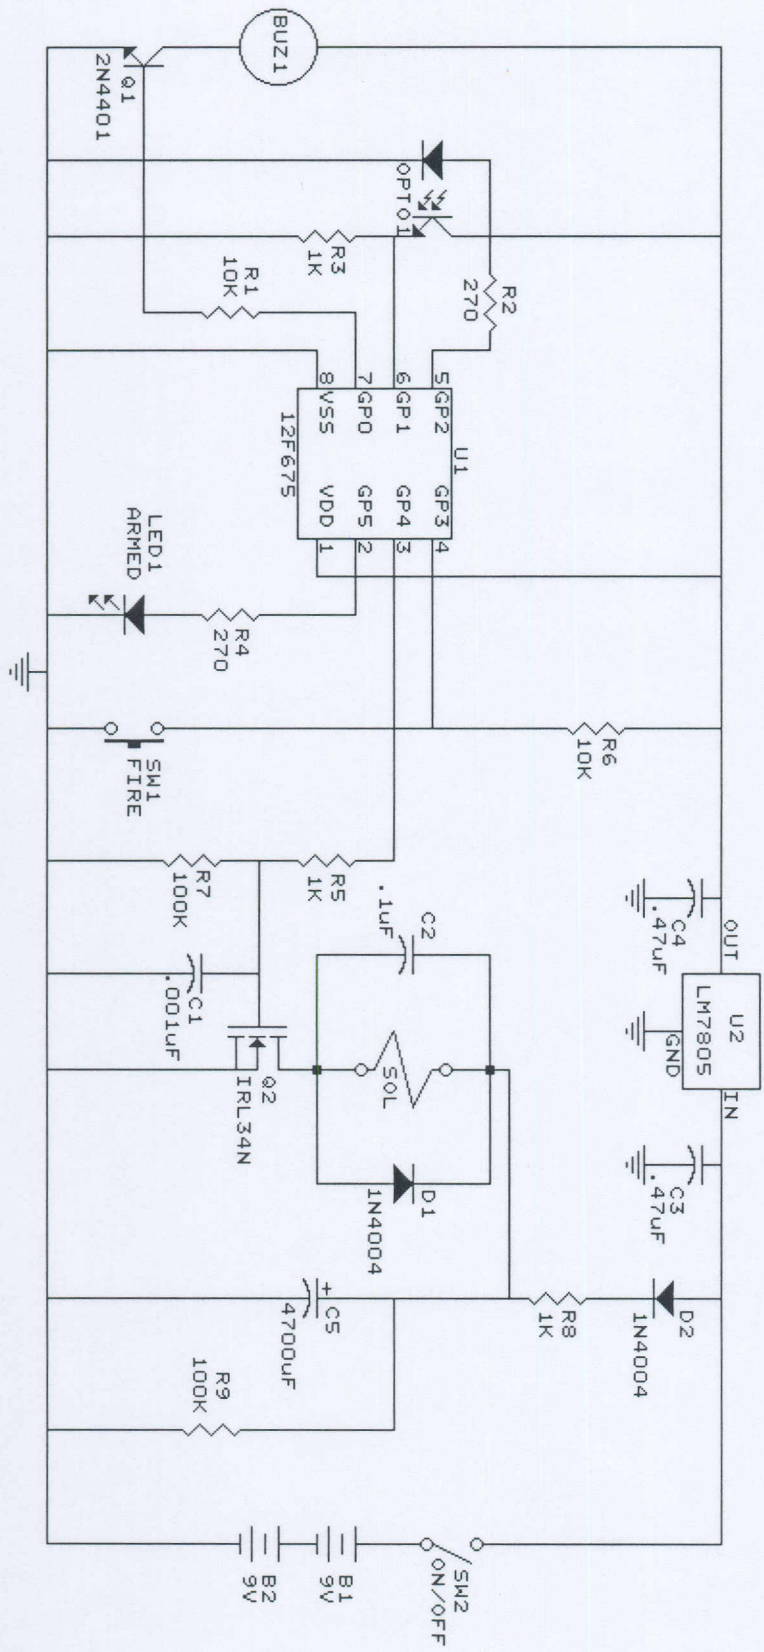 BUZ1
Q1
2N4401
OPTO1
R3
1K
R1
10K
R2
270
5 GP2
6 GP1
7 GP0
8 VSS
U1
12F675
GP3 4
GP4 3
GP5 2
VDD 1
LED1
ARMED
R4
270
SW1
FIRE
R6
10K
R7
100K
R5
1K
C1
.001uF
C2
.1uF
SOL
Q2
IRL34N
D1
1N4004
C4
.47uF
OUT
U2
LM7805
GND
IN
C3
.47uF
D2
1N4004
R8
1K
+
C5
4700uF
R9
100K
B1
9V
B2
9V
SW2
ON/OFF